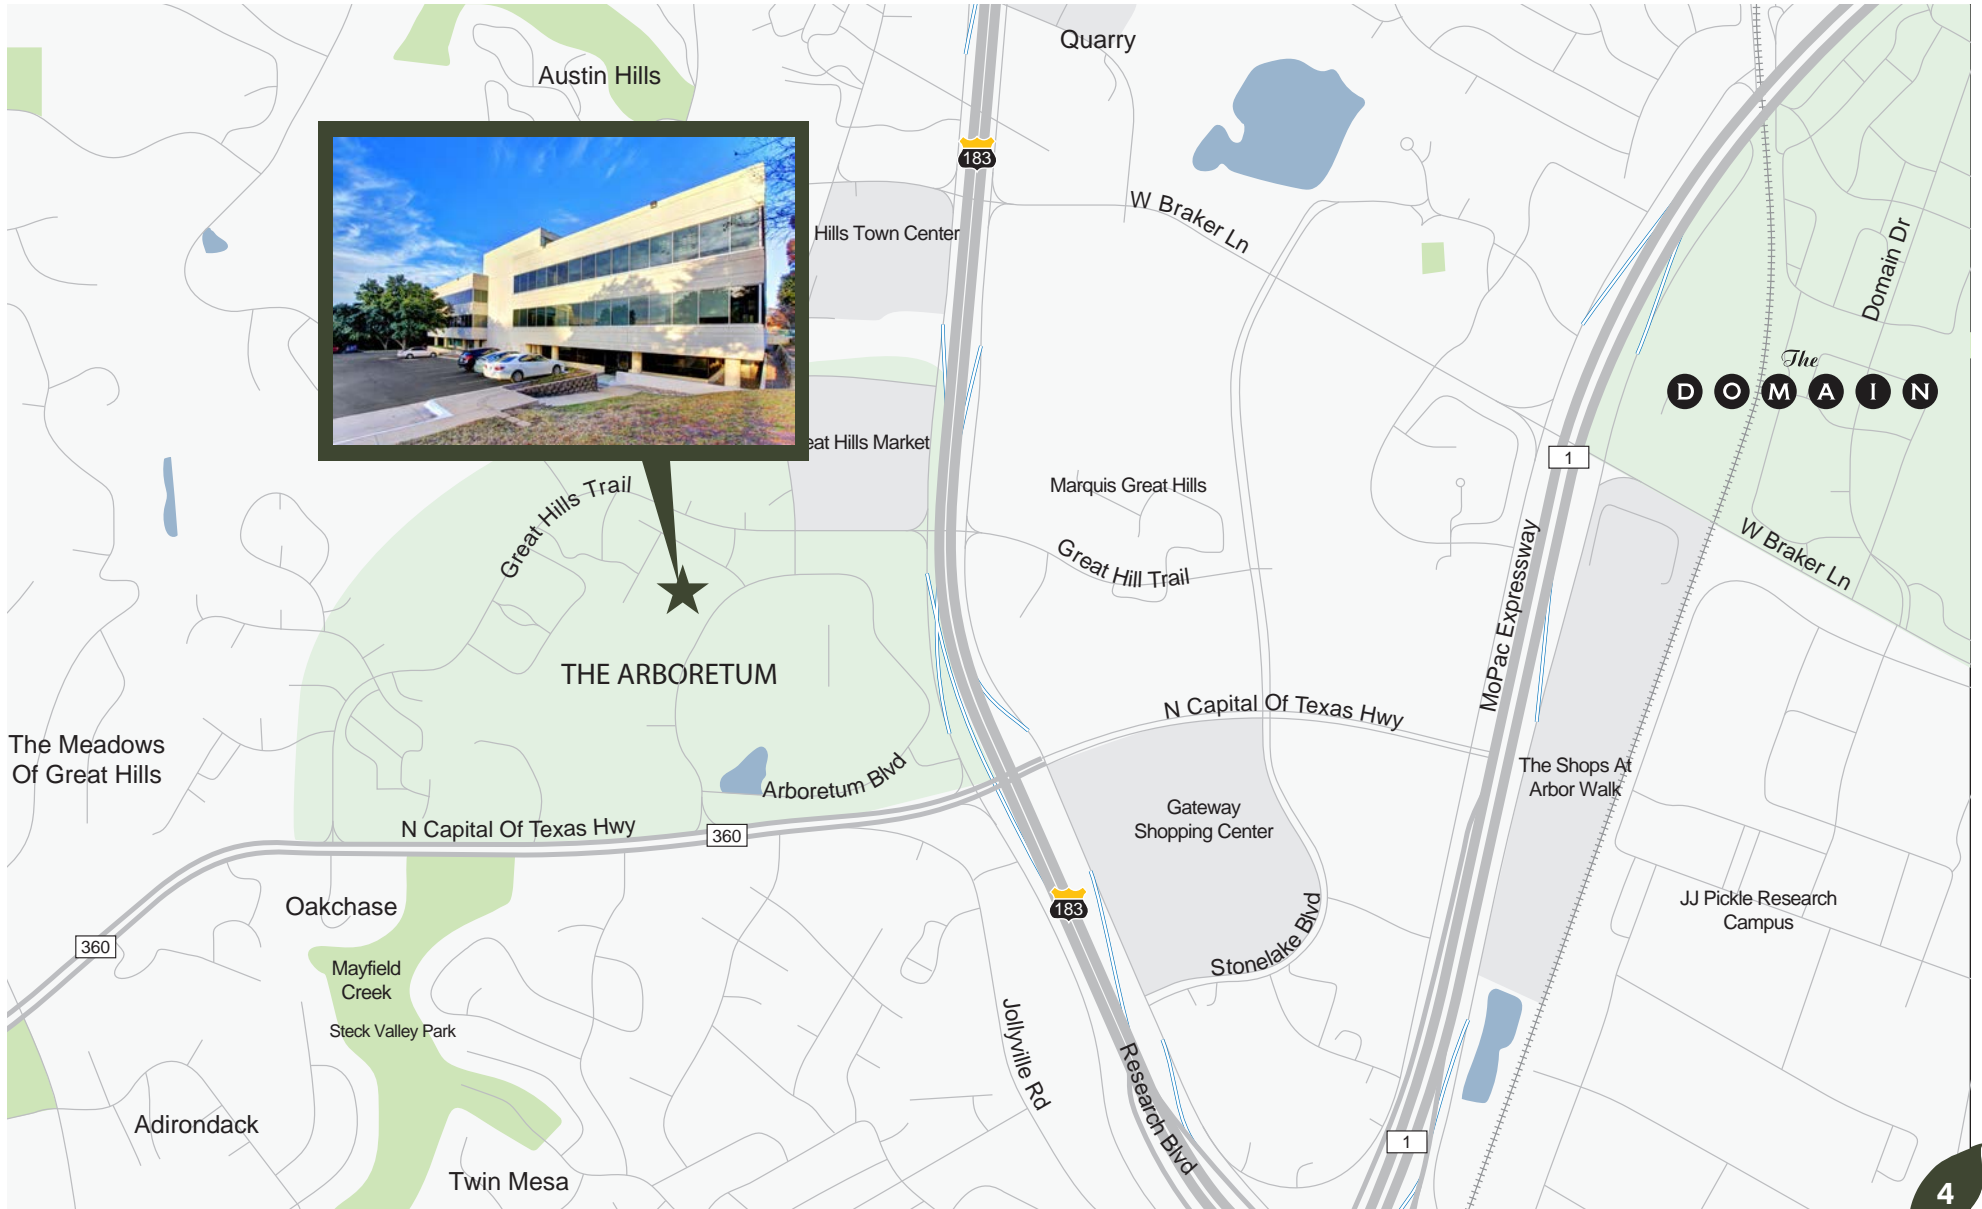 Quarry
Austin Hills
183
W Braker Ln
Hills Town Center
Domain Dr
The
DOMAIN
eat Hills Market
1
Great Hills Trail
Marquis Great Hills
Great Hill Trail
MoPac Expressway
W Braker Ln
THE ARBORETUM
N Capital Of Texas Hwy
The Meadows
Of Great Hills
Arboretum Blvd
The Shops At
Arbor Walk
Gateway
Shopping Center
N Capital Of Texas Hwy
360
Oakchase
183
JJ Pickle Research
Campus
Stonelake Blvd
360
Mayfield
Creek
Steck Valley Park
Jollyville Rd
Research Blvd
Adirondack
1
Twin Mesa
4